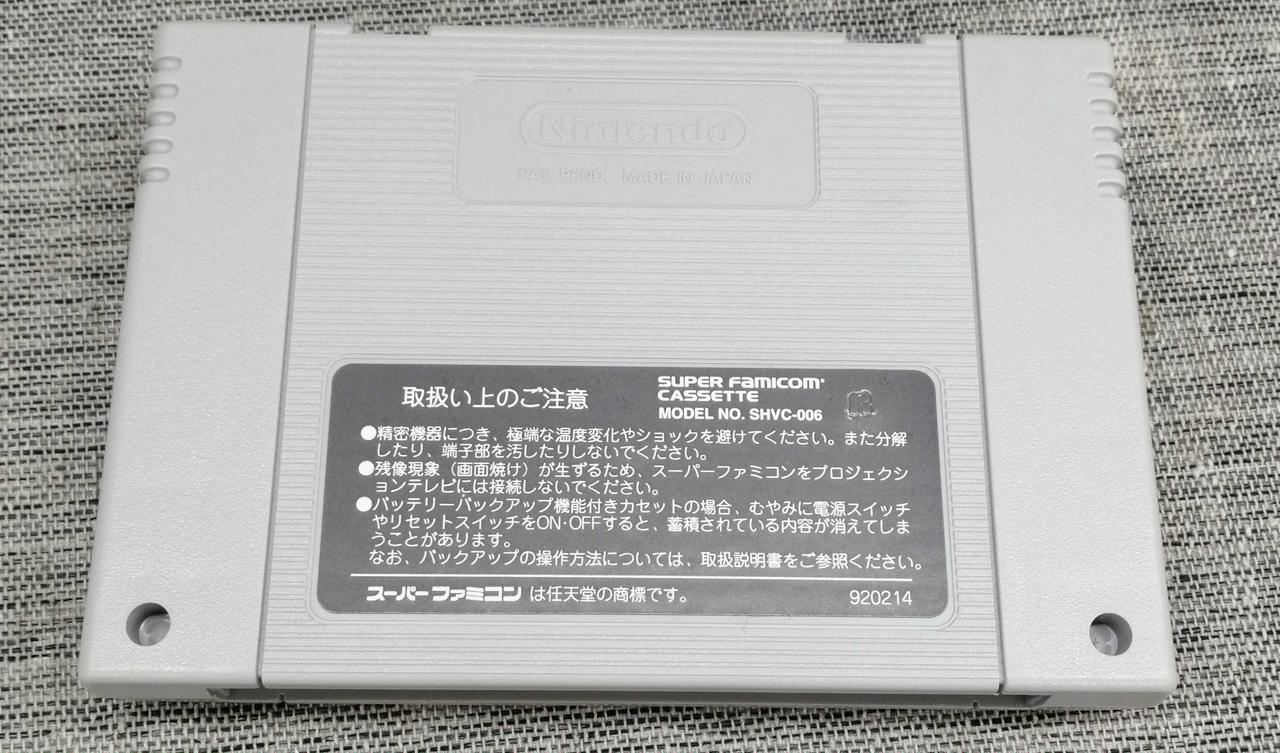 Nintendo
PAT. PEND. MADE IN JAPAN
取扱い上のご注意
SUPER FAMICOM
CASSETTE
MODEL NO. SHVC-006
●精密機器につき、極端な温度変化やショックを避けてください。また分解
したり、端子部を汚したりしないでください。
●残像現象（画面焼け）が生ずるため、スーパーファミコンをプロジェクシ
ョンテレビには接続しないでください。
●バッテリーバックアップ機能付きカセットの場合、むやみに電源スイッチ
やリセットスイッチをON·OFFすると、蓄積されている内容が消えてしま
うことがあります。
なお、バックアップの操作方法については、取扱説明書をご参照ください。
スーパーファミコン は任天堂の商標です。
920214